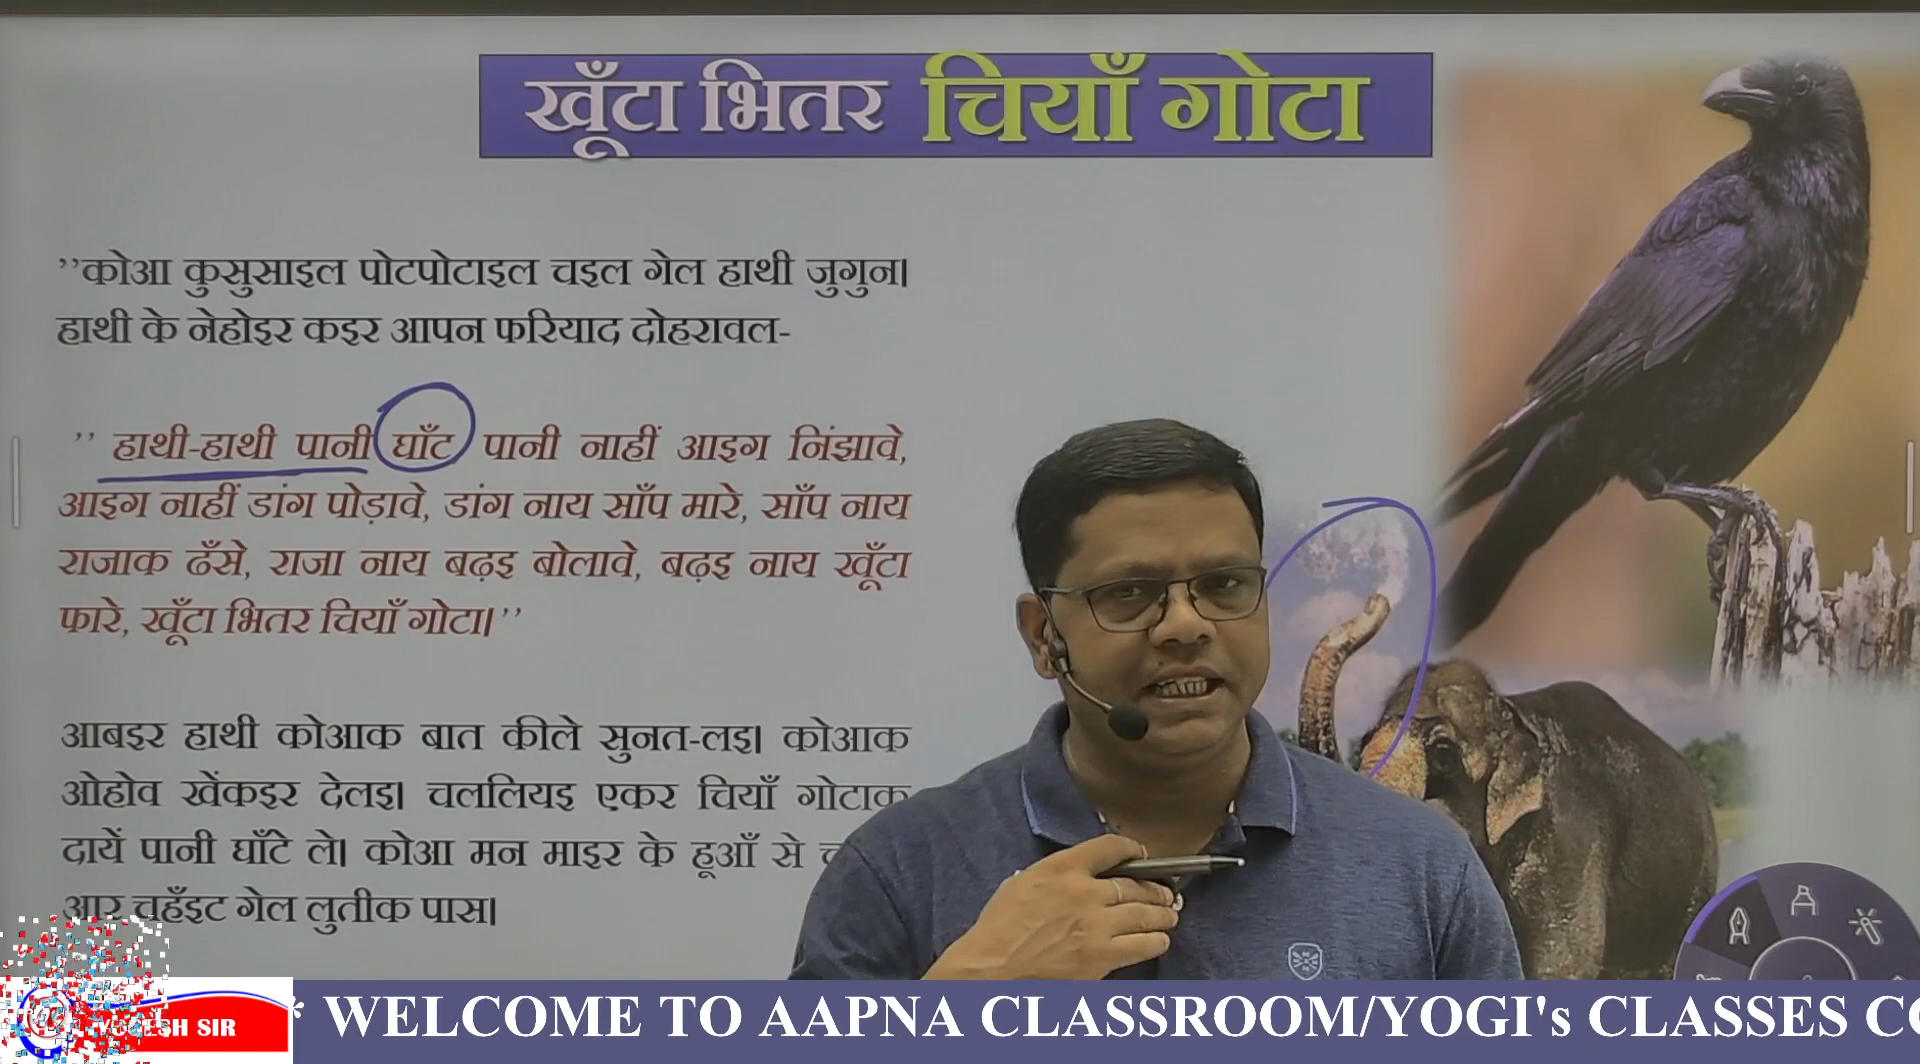 खूँटा भितर चियाँ गोटा
’’कोआ कुसुसाइल पोटपोटाइल चइल गेल हाथी जुगुन।
हाथी के नेहोइर कइर आपन फरियाद दोहरावल-
’’ हाथी-हाथी पानी घाँट पानी नाहीं आइग निंझावे,
आइग नाहीं डांग पोड़ावे, डांग नाय साँप मारे, साँप नाय
राजाक ढँसे, राजा नाय बढ़इ बोलावे, बढ़इ नाय खूँटा
फारे, खूँटा भितर चियाँ गोटा।’’
आबइर हाथी कोआक बात कीले सुनत-लइ। कोआक
ओहोव खेंकइर देलइ। चललियइ एकर चियाँ गोटाक
दायें पानी घाँटे ले। कोआ मन माइर के हूआँ से
आर चहँइट गेल लुतीक पास।
SIR
* WELCOME TO AAPNA CLASSROOM/YOGI's CLASSES